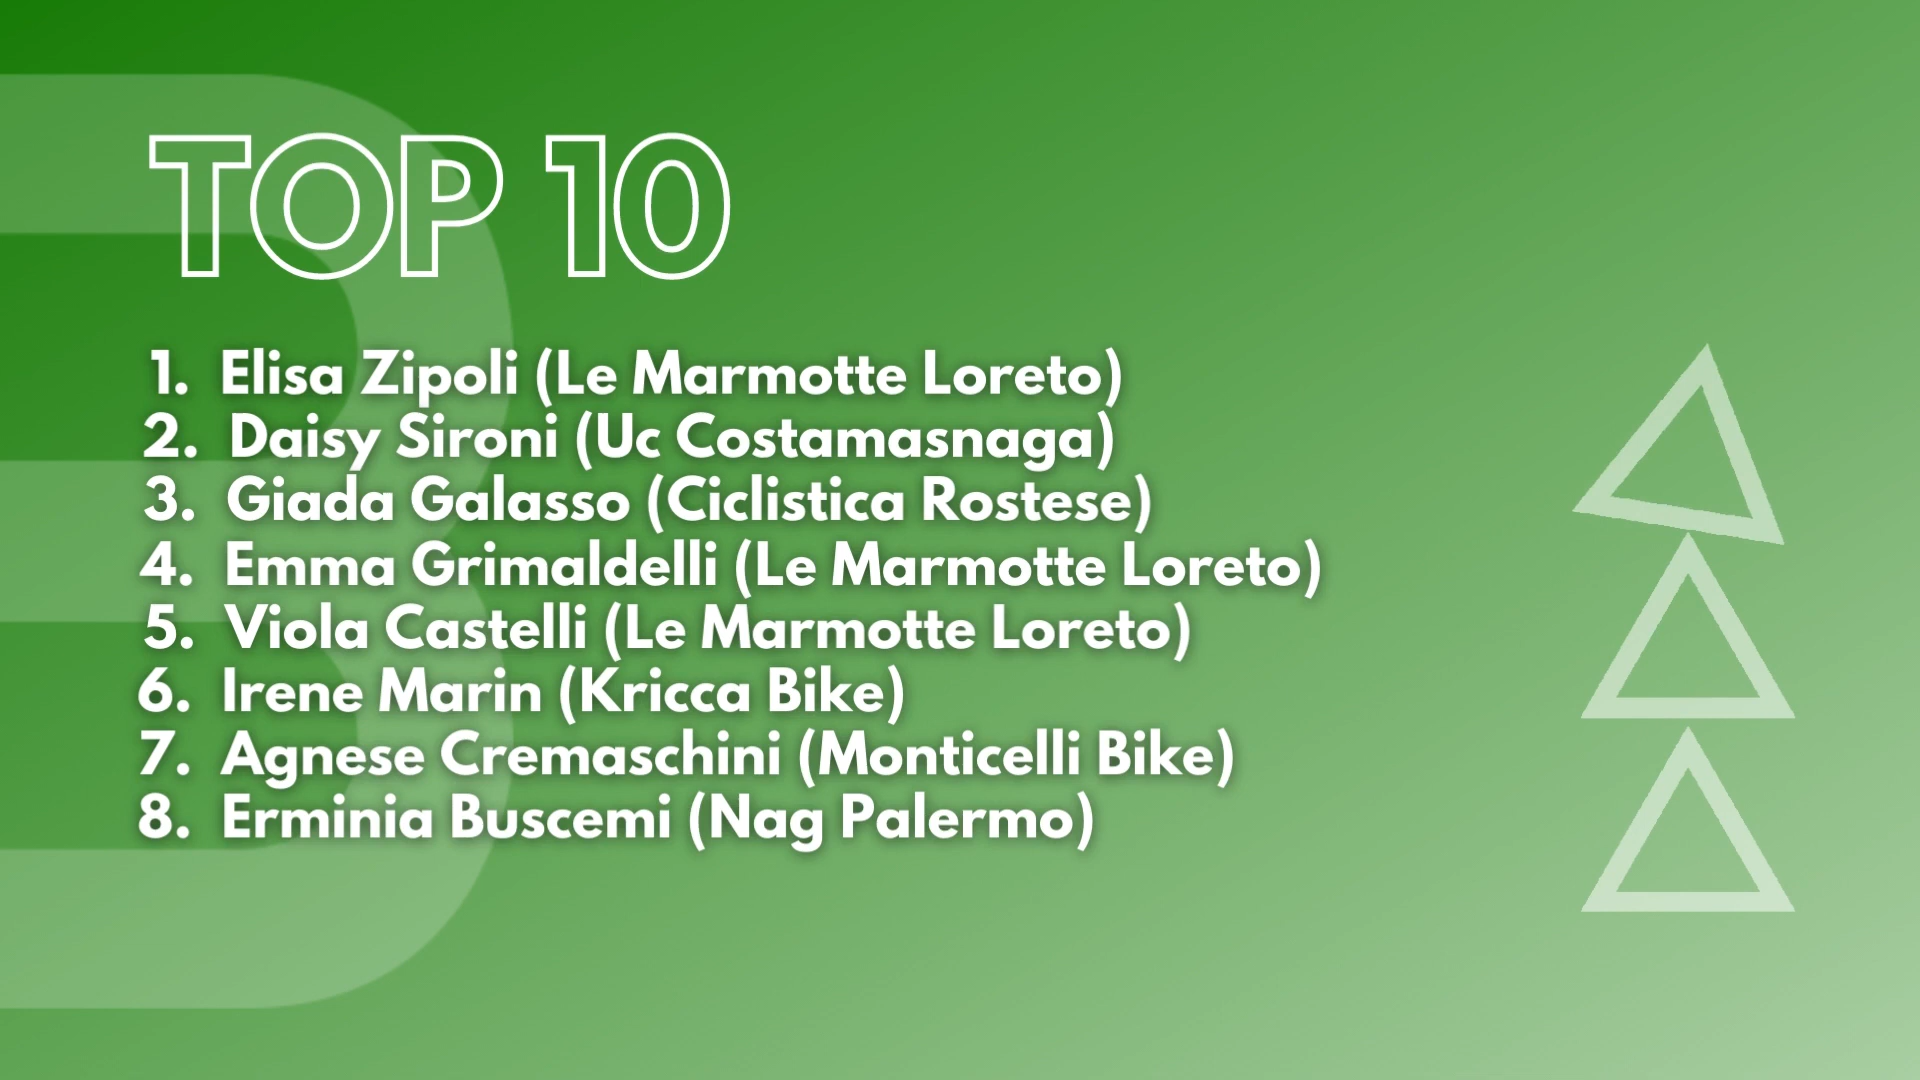 TOP 10
1. Elisa Zipoli (Le Marmotte Loreto)
2. Daisy Sironi (Uc Costamasnaga)
3. Giada Galasso (Ciclistica Rostese)
4. Emma Grimaldelli (Le Marmotte Loreto)
5. Viola Castelli (Le Marmotte Loreto)
6. Irene Marin (Kricca Bike)
7. Agnese Cremaschini (Monticelli Bike)
8. Erminia Buscemi (Nag Palermo)